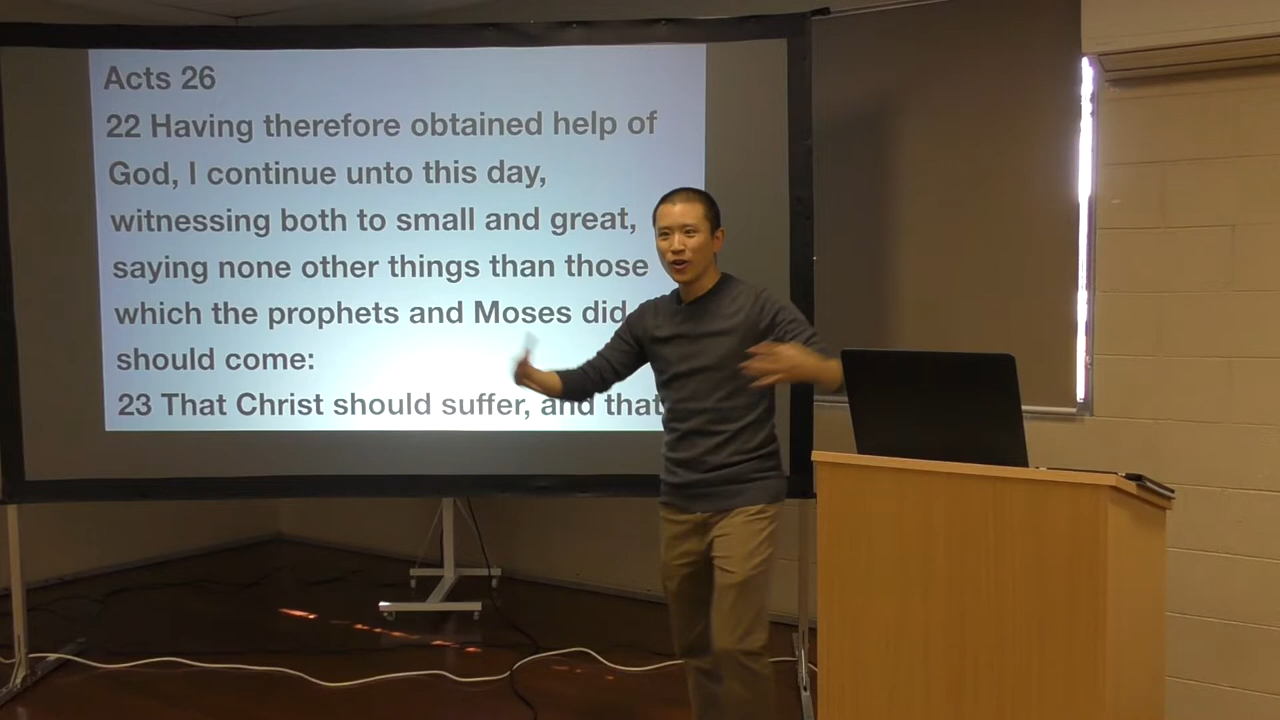 Acts 26
22 Having therefore obtained help of
God, I continue unto this day,
witnessing both to small and great,
saying none other things than those
which the prophets and Moses did
should come:
23 That Christ should suffer, and that